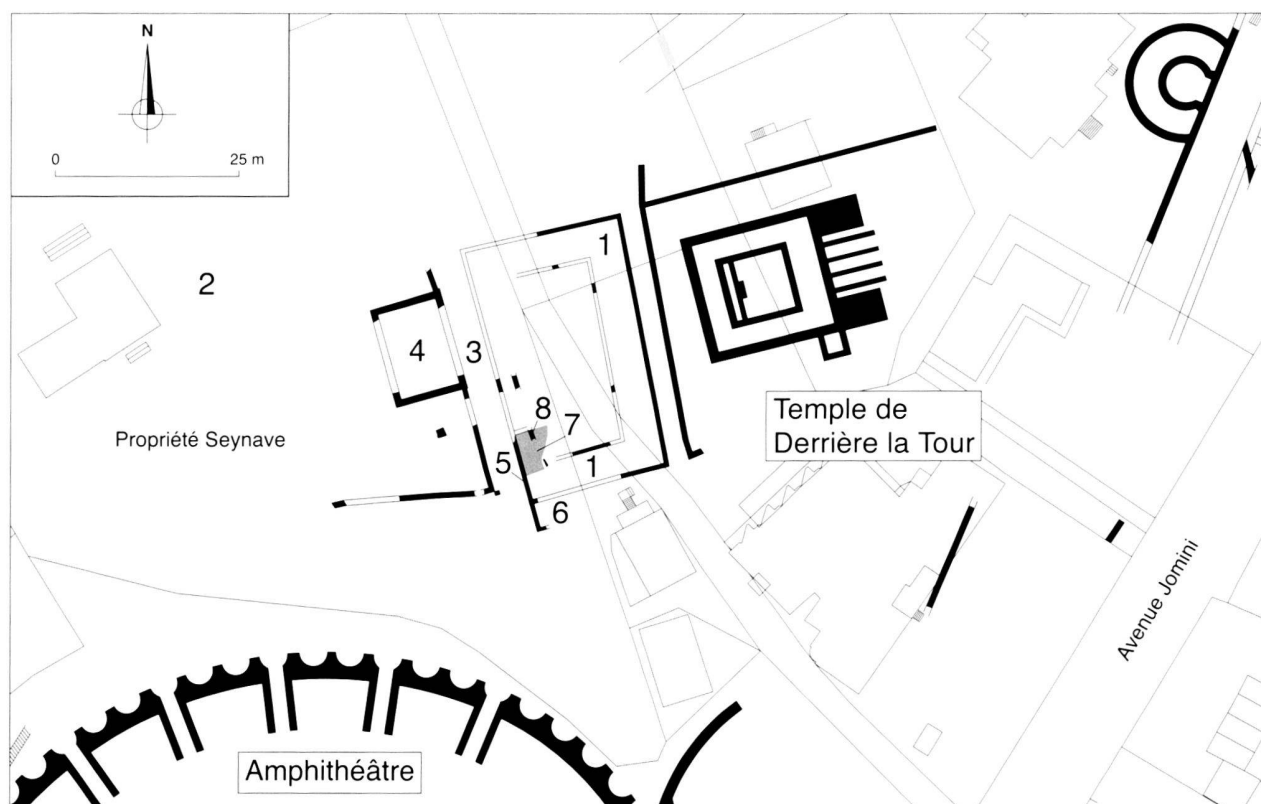 N
0 25 m
1
2
3
4
Propriété Seynave
8
7
5
1
6
Temple de
Derrière la Tour
Avenue Jomini
Amphithéâtre